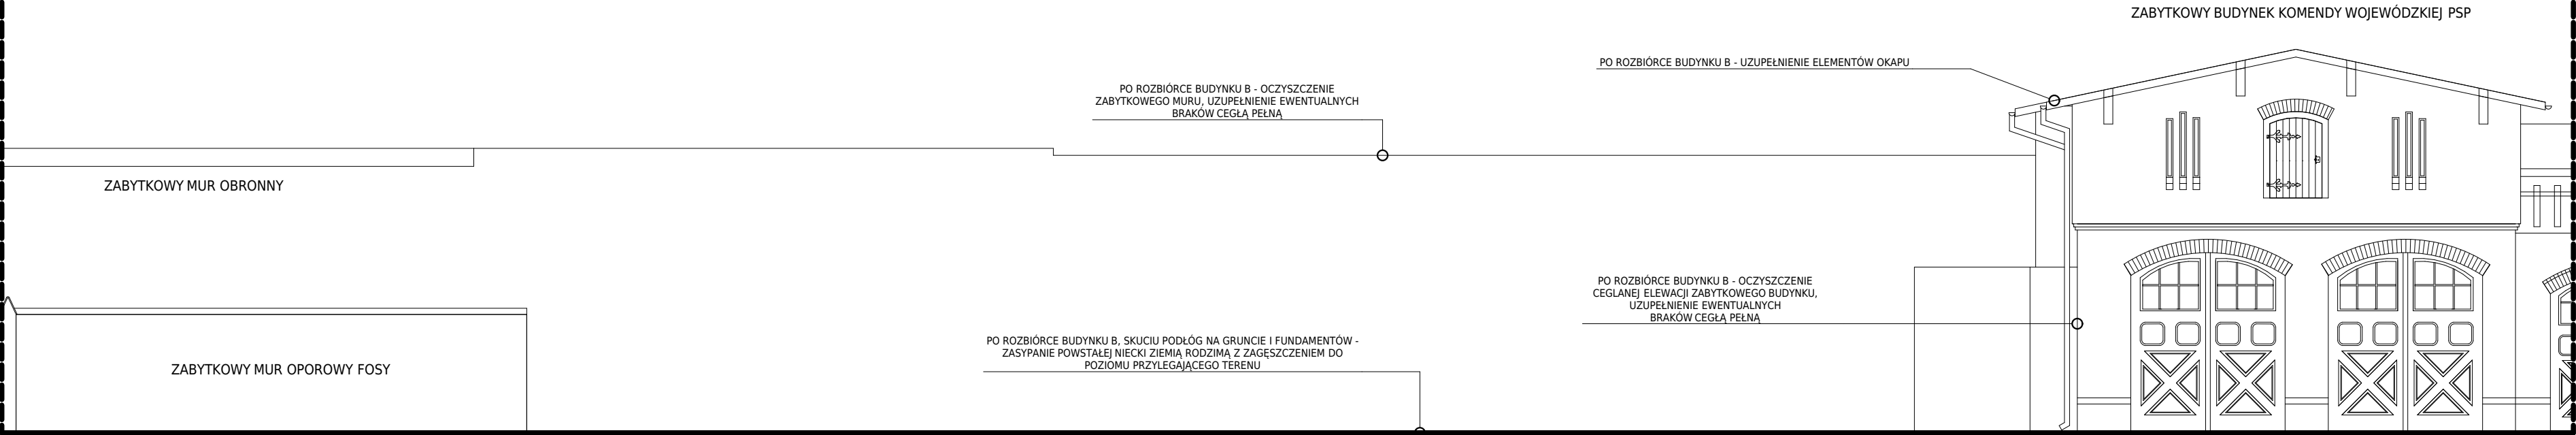 ZABYTKOWY BUDYNEK KOMENDY WOJEWÓDZKIEJ PSP
PO ROZBIÓRCE BUDYNKU B - UZUPEŁNIENIE ELEMENTÓW OKAPU
PO ROZBIÓRCE BUDYNKU B - OCZYSZCZENIE
ZABYTKOWEGO MURU, UZUPEŁNIENIE EWENTUALNYCH
BRAKÓW CEGŁĄ PEŁNĄ
ZABYTKOWY MUR OBRONNY
PO ROZBIÓRCE BUDYNKU B - OCZYSZCZENIE
CEGLANEJ ELEWACJI ZABYTKOWEGO BUDYNKU,
UZUPEŁNIENIE EWENTUALNYCH
BRAKÓW CEGŁĄ PEŁNĄ
PO ROZBIÓRCE BUDYNKU B, SKUCIU PODŁÓG NA GRUNCIE I FUNDAMENTÓW -
ZASYPANIE POWSTAŁEJ NIECKI ZIEMIĄ RODZIMĄ Z ZAGĘSZCZENIEM DO
POZIOMU PRZYLEGAJĄCEGO TERENU
ZABYTKOWY MUR OPOROWY FOSY